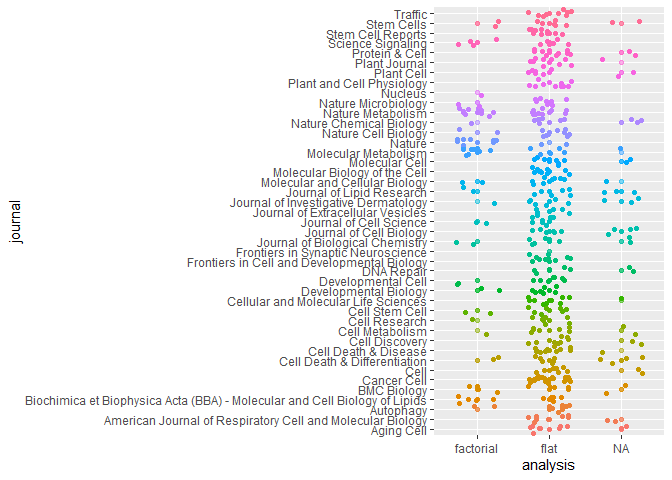 Traffic
Stem Cells
Stem Cell Reports
Science Signaling
Protein & Cell
Plant Journal
Plant Cell
Plant and Cell Physiology
Nucleus
Nature Microbiology
Nature Metabolism
Nature Chemical Biology
Nature Cell Biology
Nature
Molecular Metabolism
Molecular Cell
Molecular Biology of the Cell
Molecular and Cellular Biology
Journal of Lipid Research
Journal of Investigative Dermatology
Journal of Extracellular Vesicles
Journal of Cell Science
Journal of Cell Biology
Journal of Biological Chemistry
Frontiers in Synaptic Neuroscience
Frontiers in Cell and Developmental Biology
DNA Repair
Developmental Cell
Developmental Biology
Cellular and Molecular Life Sciences
Cell Stem Cell
Cell Research
Cell Metabolism
Cell Discovery
Cell Death & Disease
Cell Death & Differentiation
Cell
Cancer Cell
BMC Biology
Biochimica et Biophysica Acta (BBA) - Molecular and Cell Biology of Lipids
Autophagy
American Journal of Respiratory Cell and Molecular Biology
Aging Cell
journal
factorial flat NA
analysis